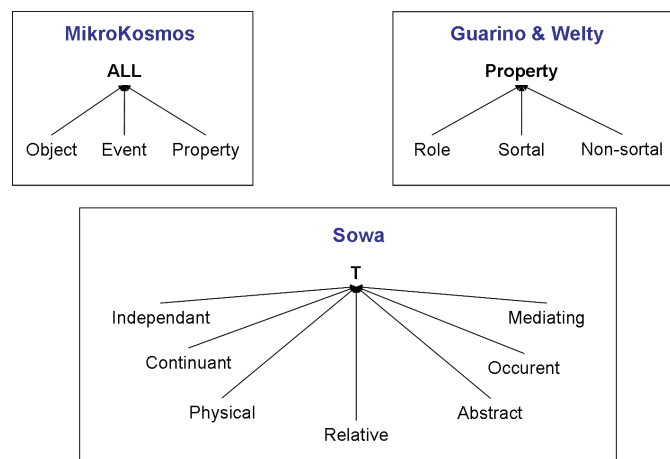 MikroKosmos
ALL
Object Event Property
Guarino & Welty
Property
Role Sortal Non-sortal
Sowa
T
Independant Mediating
Continuant Occurent
Physical Abstract
Relative